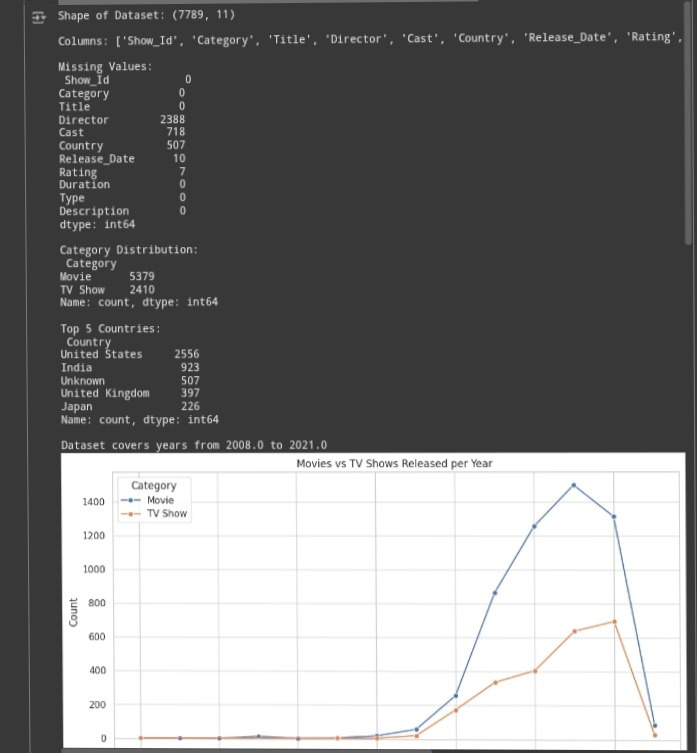 Shape of Dataset: (7789, 11)
Columns: ['Show_Id', 'Category', 'Title', 'Director', 'Cast', 'Country', 'Release_Date', 'Rating',
Missing Values:
Show_Id 0
Category 0
Title 0
Director 2388
Cast 718
Country 507
Release_Date 10
Rating 7
Duration 0
Type 0
Description 0
dtype: int64
Category Distribution:
Category
Movie 5379
TV Show 2410
Name: count, dtype: int64
Top 5 Countries:
Country
United States 2556
India 923
Unknown 507
United Kingdom 397
Japan 226
Name: count, dtype: int64
Dataset covers years from 2008.0 to 2021.0
Movies vs TV Shows Released per Year
Category
Movie
TV Show
1400
1200
1000
800
600
400
200
0
Count